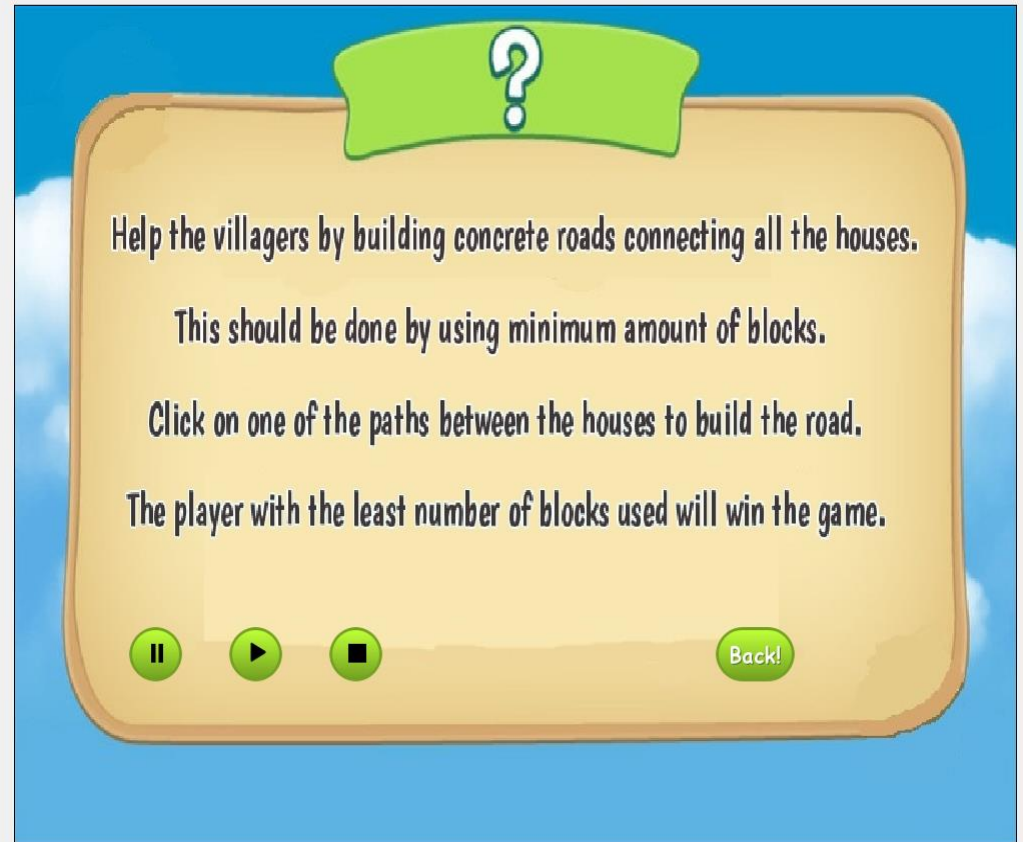 ?
Help the villagers by building concrete roads connecting all the houses.
This should be done by using minimum amount of blocks.
Click on one of the paths between the houses to build the road.
The player with the least number of blocks used will win the game.
Back!